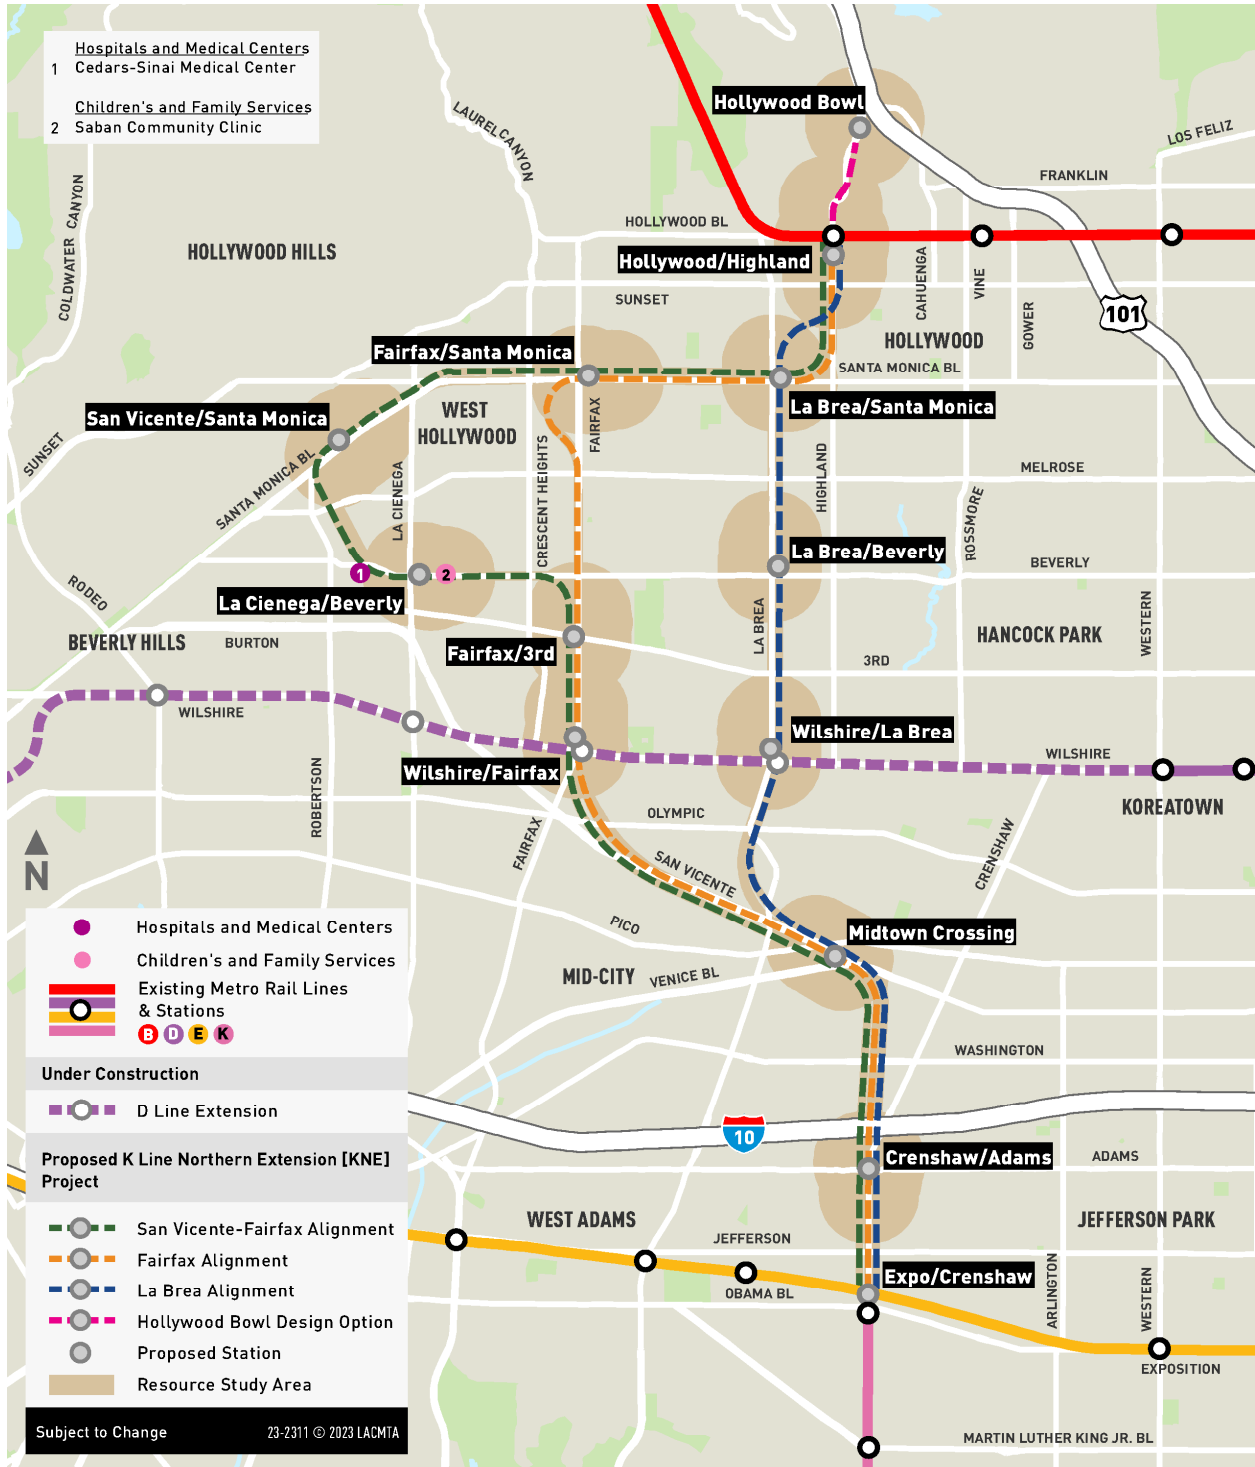 Hospitals and Medical Centers
1 Cedars-Sinai Medical Center
Children's and Family Services
2 Saban Community Clinic
Hollywood Bowl
LAUREL CANYON
LOS FELIZ
FRANKLIN
COLDWATER CANYON
HOLLYWOOD BL
HOLLYWOOD HILLS
Hollywood/Highland
CAHUENGA
VINE
GOWER
SUNSET
101
HOLLYWOOD
Fairfax/Santa Monica
SANTA MONICA BL
San Vicente/Santa Monica
WEST
HOLLYWOOD
La Brea/Santa Monica
FAIRFAX
SUNSET
SANTA MONICA BL
LA CIENEGA
CRESCENT HEIGHTS
HIGHLAND
MELROSE
ROSSMORE
La Brea/Beverly
BEVERLY
1
2
RODEO
La Cienega/Beverly
LA BREA
WESTERN
BEVERLY HILLS
BURTON
HANCOCK PARK
Fairfax/3rd
3RD
WILSHIRE
Wilshire/La Brea
WILSHIRE
Wilshire/Fairfax
ROBERTSON
KOREATOWN
OLYMPIC
FAIRFAX
CRENSHAW
N
SAN VICENTE
PICO
Midtown Crossing
MID-CITY
VENICE BL
WASHINGTON
10
Crenshaw/Adams
ADAMS
WEST ADAMS
JEFFERSON PARK
JEFFERSON
Expo/Crenshaw
OBAMA BL
ARLINGTON
WESTERN
EXPOSITION
MARTIN LUTHER KING JR. BL
Hospitals and Medical Centers
Children's and Family Services
Existing Metro Rail Lines
& Stations
B D E K
Under Construction
D Line Extension
Proposed K Line Northern Extension [KNE]
Project
San Vicente-Fairfax Alignment
Fairfax Alignment
La Brea Alignment
Hollywood Bowl Design Option
Proposed Station
Resource Study Area
Subject to Change 23-2311 © 2023 LACMTA